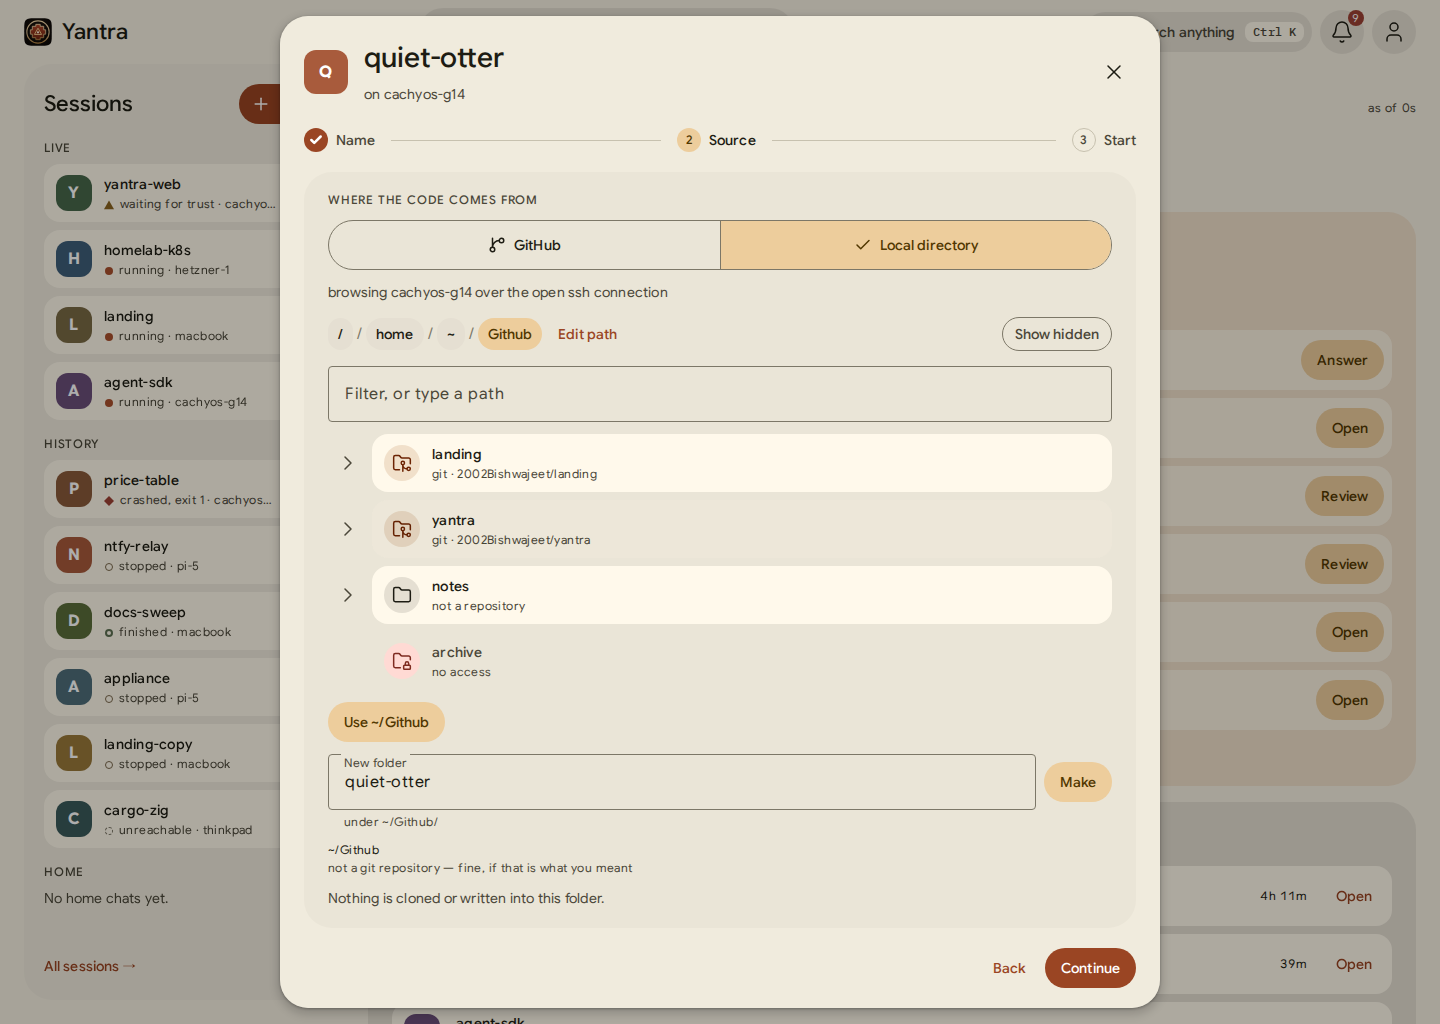 Yantra
rch anything
Ctrl K
9
Sessions
as of 0s
LIVE
Y
yantra-web
waiting for trust · cachyo...
H
homelab-k8s
running · hetzner-1
L
landing
running · macbook
A
agent-sdk
running · cachyos-g14
HISTORY
P
price-table
crashed, exit 1 · cachyos...
N
ntfy-relay
stopped · pi-5
D
docs-sweep
finished · macbook
A
appliance
stopped · pi-5
L
landing-copy
stopped · macbook
C
cargo-zig
unreachable · thinkpad
HOME
No home chats yet.
All sessions →
Q
quiet-otter
on cachyos-g14
Name
2
Source
3
Start
WHERE THE CODE COMES FROM
GitHub
Local directory
browsing cachyos-g14 over the open ssh connection
/ / home / ~ / Github Edit path
Show hidden
Filter, or type a path
landing
git · 2002Bishwajeet/landing
yantra
git · 2002Bishwajeet/yantra
notes
not a repository
archive
no access
Use ~/Github
New folder
quiet-otter
Make
under ~/Github/
~/Github
not a git repository — fine, if that is what you meant
Nothing is cloned or written into this folder.
Back
Continue
Answer
Open
Review
Review
Open
Open
4h 11m
Open
39m
Open
agent-sdk